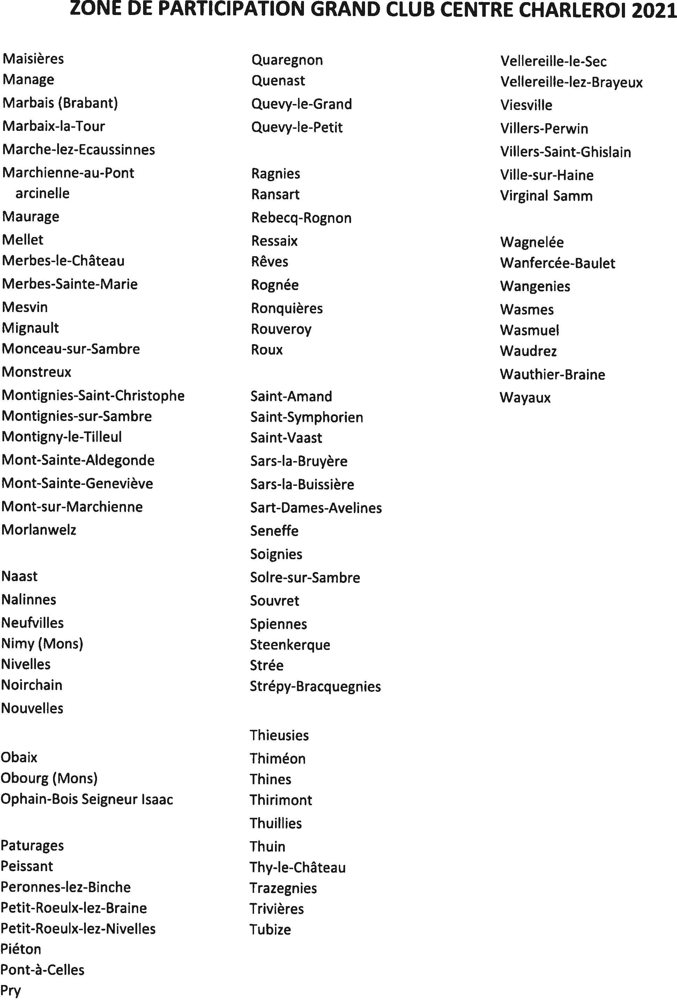 ZONE DE PARTICIPATION GRAND CLUB CENTRE CHARLEROI 2021
Maisières
Manage
Marbais (Brabant)
Marbaix-la-Tour
Marche-lez-Ecaussinnes
Marchienne-au-Pont
arcinelle
Maurage
Mellet
Merbes-le-Château
Merbes-Sainte-Marie
Mesvin
Mignault
Monceau-sur-Sambre
Monstreux
Montignies-Saint-Christophe
Montignies-sur-Sambre
Montigny-le-Tilleul
Mont-Sainte-Aldegonde
Mont-Sainte-Geneviève
Mont-sur-Marchienne
Morlanwelz
Naast
Nalinnes
Neufvilles
Nimy (Mons)
Nivelles
Noirchain
Nouvelles
Obaix
Obourg (Mons)
Ophain-Bois Seigneur Isaac
Paturages
Peissant
Peronnes-lez-Binche
Petit-Roeulx-lez-Braine
Petit-Roeulx-lez-Nivelles
Piéton
Pont-à-Celles
Pry
Quaregnon
Quenast
Quevy-le-Grand
Quevy-le-Petit
Ragnies
Ransart
Rebecq-Rognon
Ressaix
Rêves
Rognée
Ronquières
Rouveroy
Roux
Saint-Amand
Saint-Symphorien
Saint-Vaast
Sars-la-Bruyère
Sars-la-Buissière
Sart-Dames-Avelines
Seneffe
Soignies
Solre-sur-Sambre
Souvret
Spiennes
Steenkerque
Strée
Strépy-Bracquegnies
Thieusies
Thiméon
Thines
Thirimont
Thuillies
Thuin
Thy-le-Château
Trazegnies
Trivières
Tubize
Vellereille-le-Sec
Vellereille-lez-Brayeux
Viesville
Villers-Perwin
Villers-Saint-Ghislain
Ville-sur-Haine
Virginal Samm
Wagnelée
Wanfercée-Baulet
Wangenies
Wasmes
Wasmuel
Waudrez
Wauthier-Braine
Wayaux